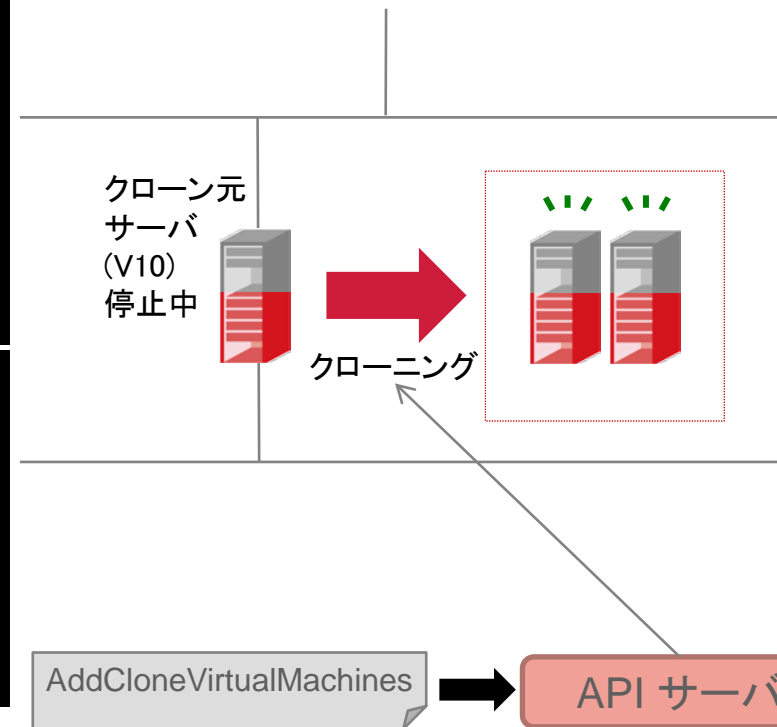 クローン元
サーバ
(V10)
停止中
クローニング
AddCloneVirtualMachines
API サーバ